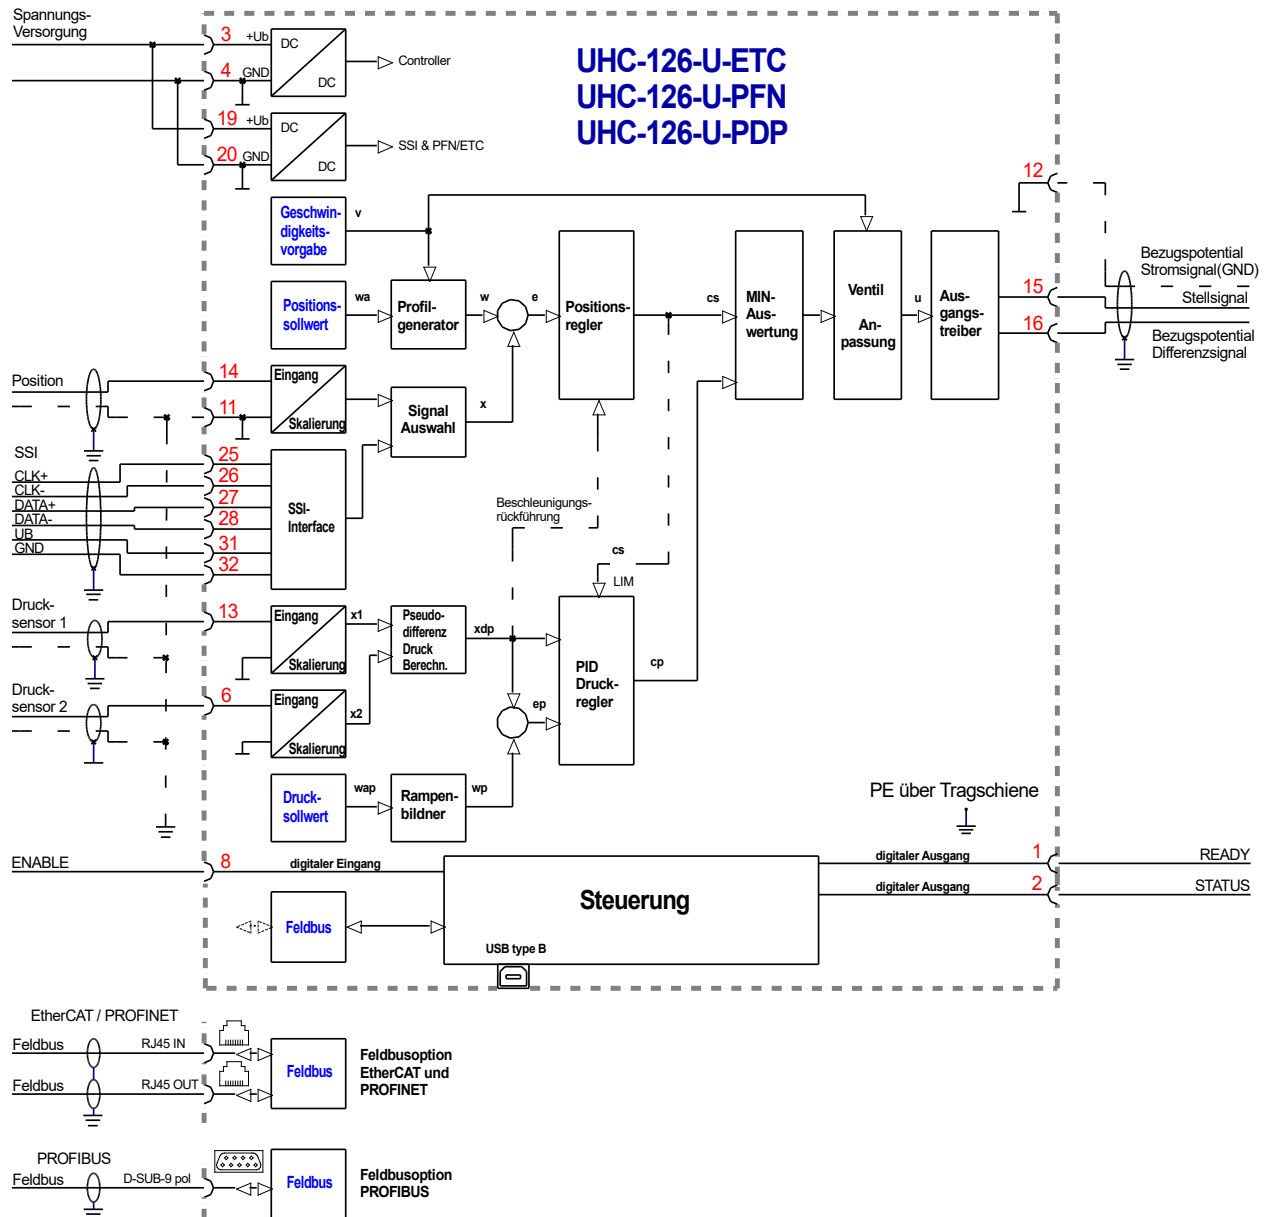 Spannungs-
Versorgung
3 +Ub
DC
DC
Controller
4 GND
19 +Ub
DC
DC
SSI & PFN/ETC
20 GND
UHC-126-U-ETC
UHC-126-U-PFN
UHC-126-U-PDP
12
Geschwin-
digkeits-
vorgabe
v
Positions-
sollwert
wa
Profil-
generator
w
e
Positions-
regler
cs
MIN-
Aus-
wertung
Ventil
An-
passung
u
Aus-
gangs-
treiber
15
16
Bezugspotential
Stromsignal(GND)
Stellsignal
Bezugspotential
Differenzsignal
Position
14
11
Eingang
Skalierung
Signal
Auswahl
x
SSI
CLK+
CLK-
DATA+
DATA-
UB
GND
25
26
27
28
31
32
SSI-
Interface
Beschleunigungs-
rückführung
cs
LIM
Druck-
sensor 1
13
Eingang
Skalierung
x1
Pseudo-
differenz
Druck
Berechn.
xdp
PID
Druck-
regler
cp
Druck-
sensor 2
6
Eingang
Skalierung
x2
ep
Druck-
sollwert
wap
Rampen-
bildner
wp
PE über Tragschiene
ENABLE
8
digitaler Eingang
Steuerung
digitaler Ausgang
1
READY
digitaler Ausgang
2
STATUS
Feldbus
USB type B
EtherCAT / PROFINET
Feldbus
RJ45 IN
Feldbus
RJ45 OUT
Feldbus
Feldbusoption
EtherCAT und
PROFINET
PROFIBUS
Feldbus
D-SUB-9 pol
Feldbus
Feldbusoption
PROFIBUS